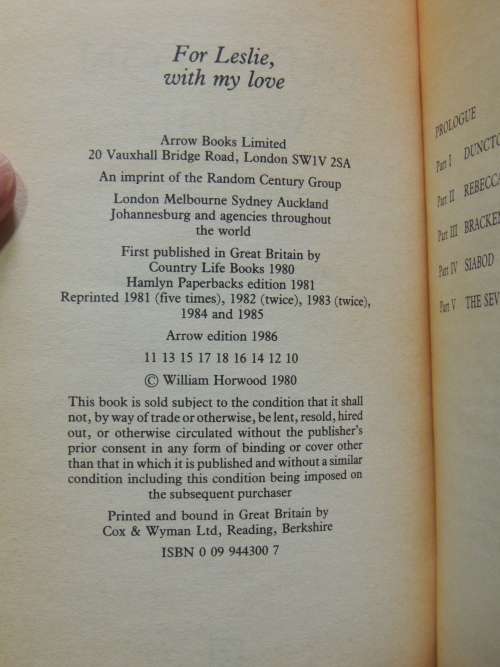 For Leslie,
with my love
Arrow Books Limited
20 Vauxhall Bridge Road, London SW1V 2SA
An imprint of the Random Century Group
London Melbourne Sydney Auckland
Johannesburg and agencies throughout
the world
First published in Great Britain by
Country Life Books 1980
Hamlyn Paperbacks edition 1981
Reprinted 1981 (five times), 1982 (twice), 1983 (twice),
1984 and 1985
Arrow edition 1986
11 13 15 17 18 16 14 12 10
© William Horwood 1980
This book is sold subject to the condition that it shall
not, by way of trade or otherwise, be lent, resold, hired
out, or otherwise circulated without the publisher's
prior consent in any form of binding or cover other
than that in which it is published and without a similar
condition including this condition being imposed on
the subsequent purchaser
Printed and bound in Great Britain by
Cox & Wyman Ltd, Reading, Berkshire
ISBN 0 09 944300 7
PROLOGUE
Part I DUNCTO
Part II REBECCA
Part III BRACKEN
Part IV SIABOD
Part V THE SEV